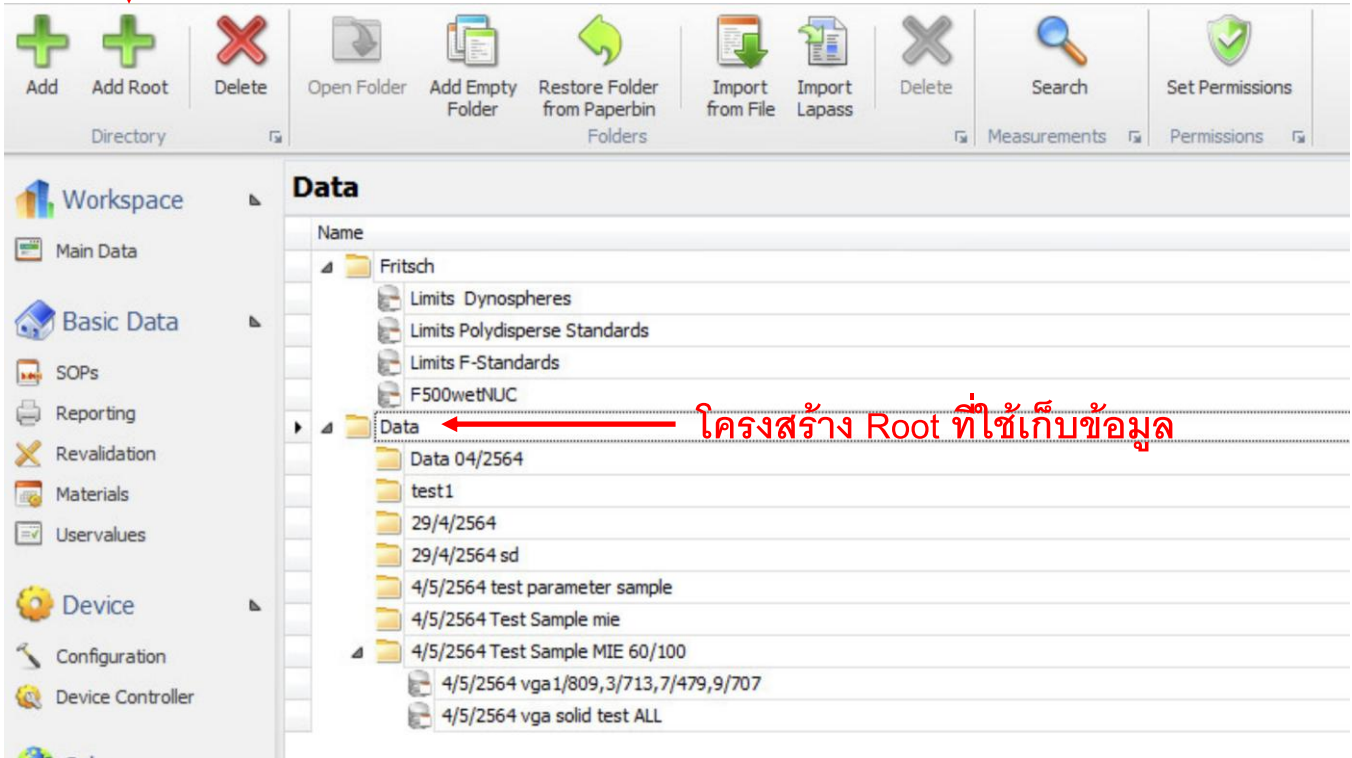 Add
Add Root
Delete
Open Folder
Add Empty
Folder
Restore Folder
from Paperbin
Import
from File
Import
Lapass
Delete
Search
Set Permissions
Directory
Folders
Measurements
Permissions
Workspace
Main Data
Basic Data
SOPs
Reporting
Revalidation
Materials
Uservalues
Device
Configuration
Device Controller
Data
Name
Fritsch
Limits Dynospheres
Limits Polydisperse Standards
Limits F-Standards
F500wetNUC
Data
โครงสร้าง Root ที่ใช้เก็บข้อมูล
Data 04/2564
test1
29/4/2564
29/4/2564 sd
4/5/2564 test parameter sample
4/5/2564 Test Sample mie
4/5/2564 Test Sample MIE 60/100
4/5/2564 vga1/809,3/713,7/479,9/707
4/5/2564 vga solid test ALL